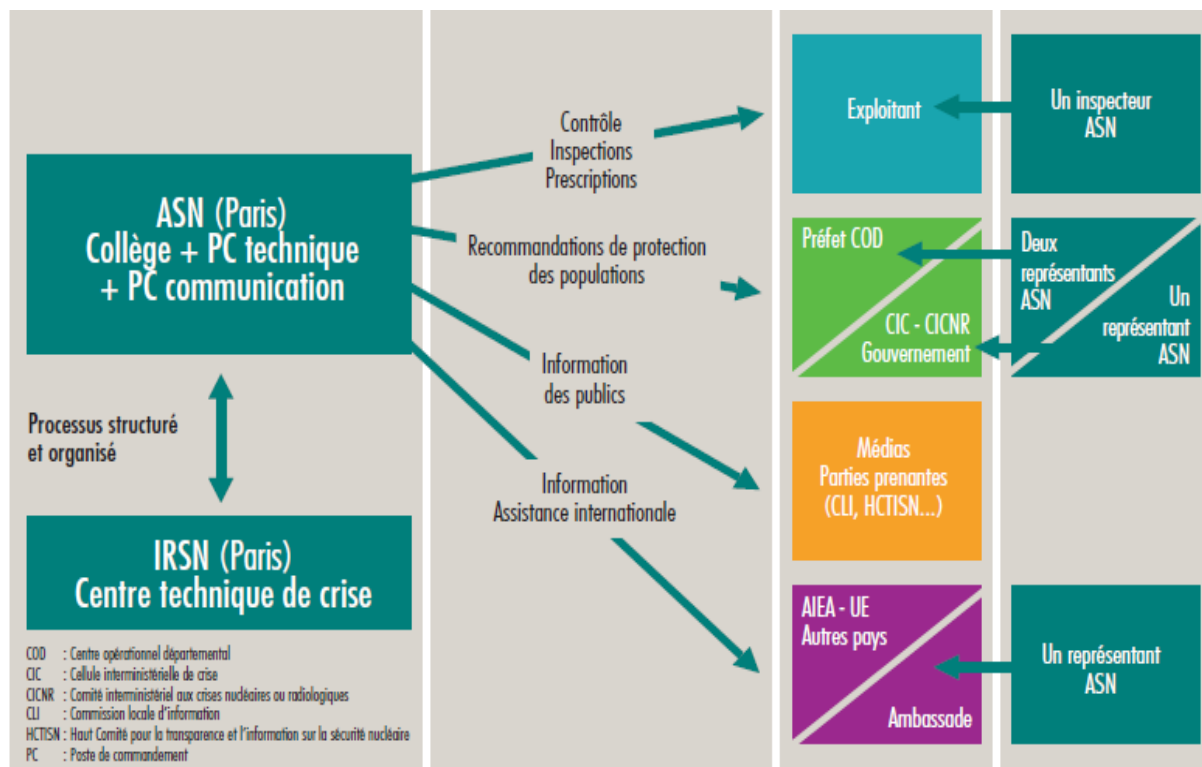 ASN (Paris)
Collège + PC technique
+ PC communication
Processus structuré
et organisé
IRSN (Paris)
Centre technique de crise
COD : Centre opérationnel départemental
CIC : Cellule interministérielle de crise
CICNR : Comité interministériel aux crises nucléaires ou radiologiques
CLI : Commission locale d'information
HCTISN : Haut Comité pour la transparence et l'information sur la sécurité nucléaire
PC : Poste de commandement
Contrôle
Inspections
Prescriptions
Recommandations de protection
des populations
Information
des publics
Information
Assistance internationale
Exploitant
Un inspecteur
ASN
Préfet COD
CIC - CICNR
Gouvernement
Deux
représentants
ASN
Un
représentant
ASN
Médias
Parties prenantes
(CLI, HCTISN...)
AIEA - UE
Autres pays
Ambassade
Un représentant
ASN